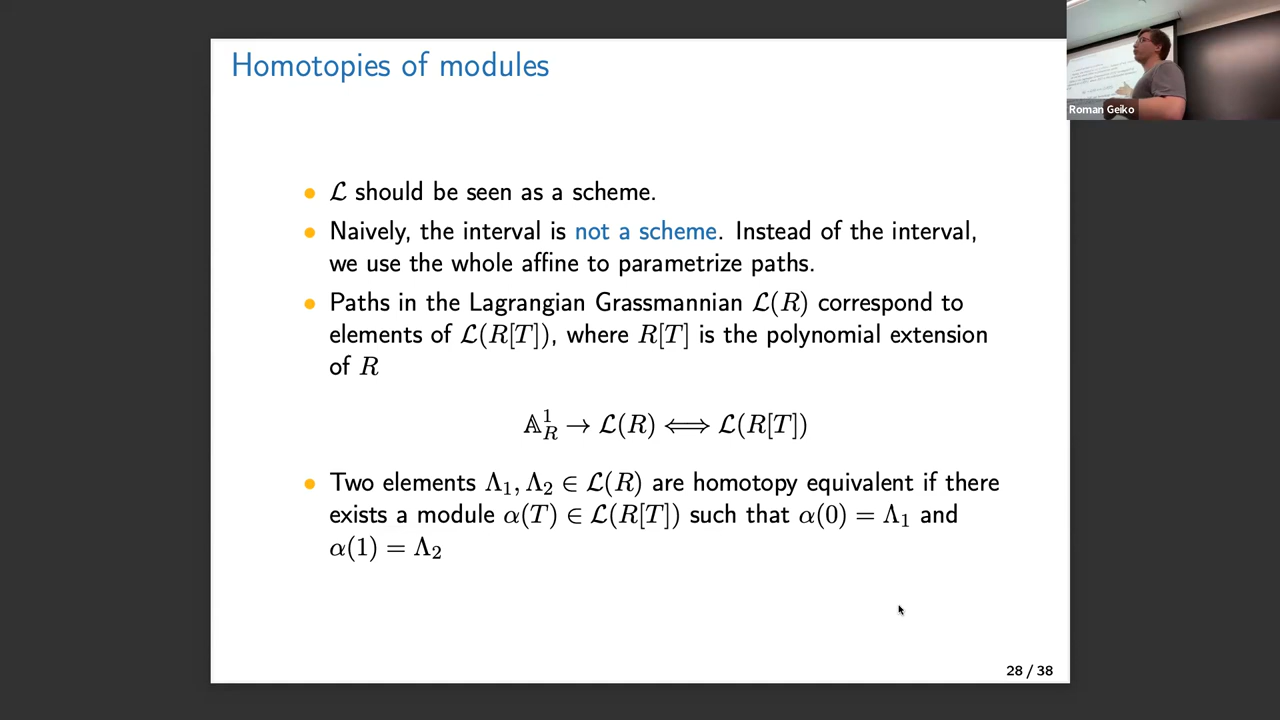 Homotopies of modules
Roman Geiko
• ℒ should be seen as a scheme.
• Naively, the interval is not a scheme. Instead of the interval,
we use the whole affine to parametrize paths.
• Paths in the Lagrangian Grassmannian ℒ(R) correspond to
elements of ℒ(R[T]), where R[T] is the polynomial extension
of R
𝔸¹_R → ℒ(R) ⟺ ℒ(R[T])
• Two elements Λ₁, Λ₂ ∈ ℒ(R) are homotopy equivalent if there
exists a module α(T) ∈ ℒ(R[T]) such that α(0) = Λ₁ and
α(1) = Λ₂
28 / 38